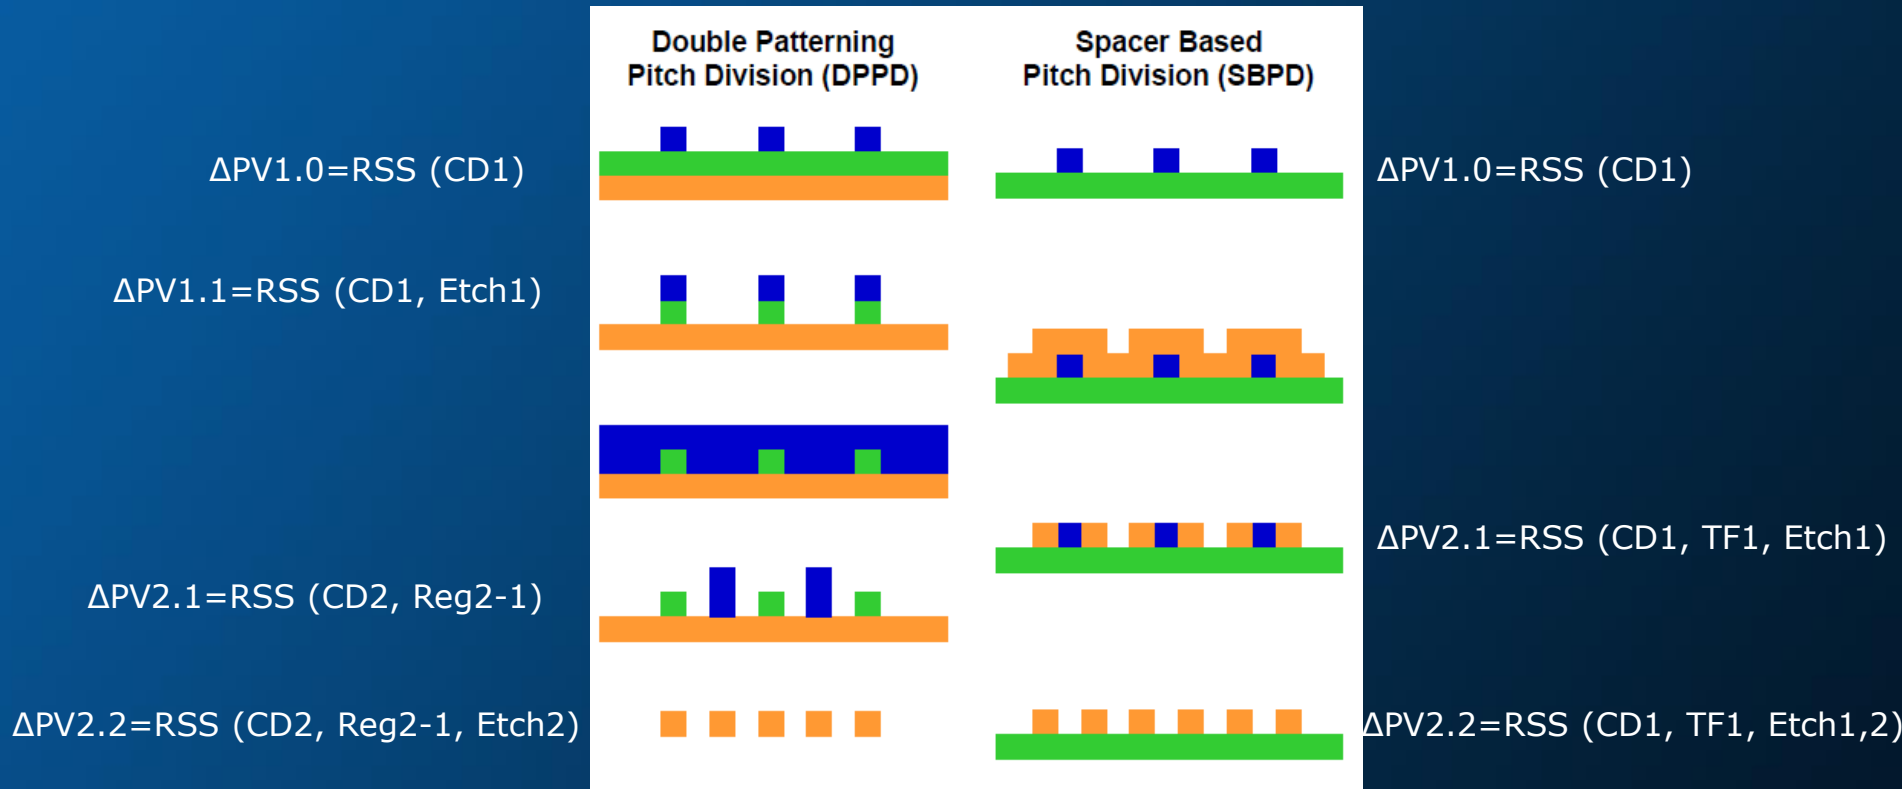 Double Patterning
Pitch Division (DPPD)
Spacer Based
Pitch Division (SBPD)
ΔPV1.0=RSS (CD1)
ΔPV1.0=RSS (CD1)
ΔPV1.1=RSS (CD1, Etch1)
ΔPV2.1=RSS (CD1, TF1, Etch1)
ΔPV2.1=RSS (CD2, Reg2-1)
ΔPV2.2=RSS (CD2, Reg2-1, Etch2)
ΔPV2.2=RSS (CD1, TF1, Etch1,2)